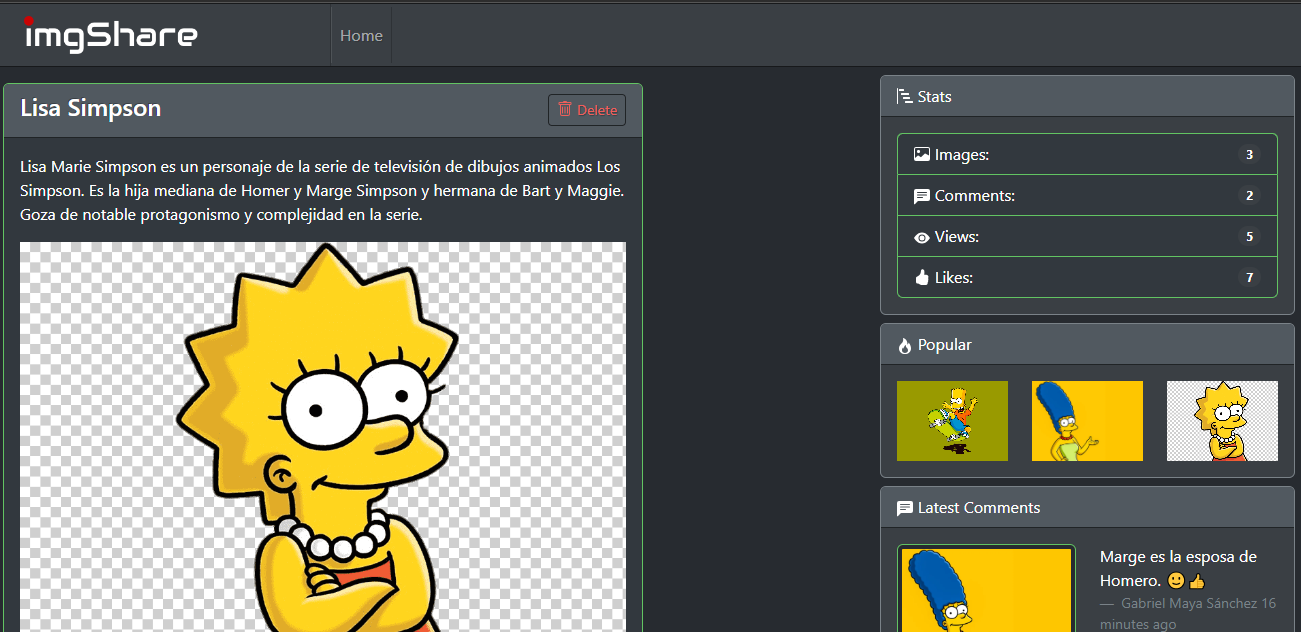 imgShare
Home
Lisa Simpson
Delete
Lisa Marie Simpson es un personaje de la serie de televisión de dibujos animados Los
Simpson. Es la hija mediana de Homer y Marge Simpson y hermana de Bart y Maggie.
Goza de notable protagonismo y complejidad en la serie.
Stats
Images: 3
Comments: 2
Views: 5
Likes: 7
Popular
Latest Comments
Marge es la esposa de
Homero. 🙂👍
— Gabriel Maya Sánchez 16
minutes ago